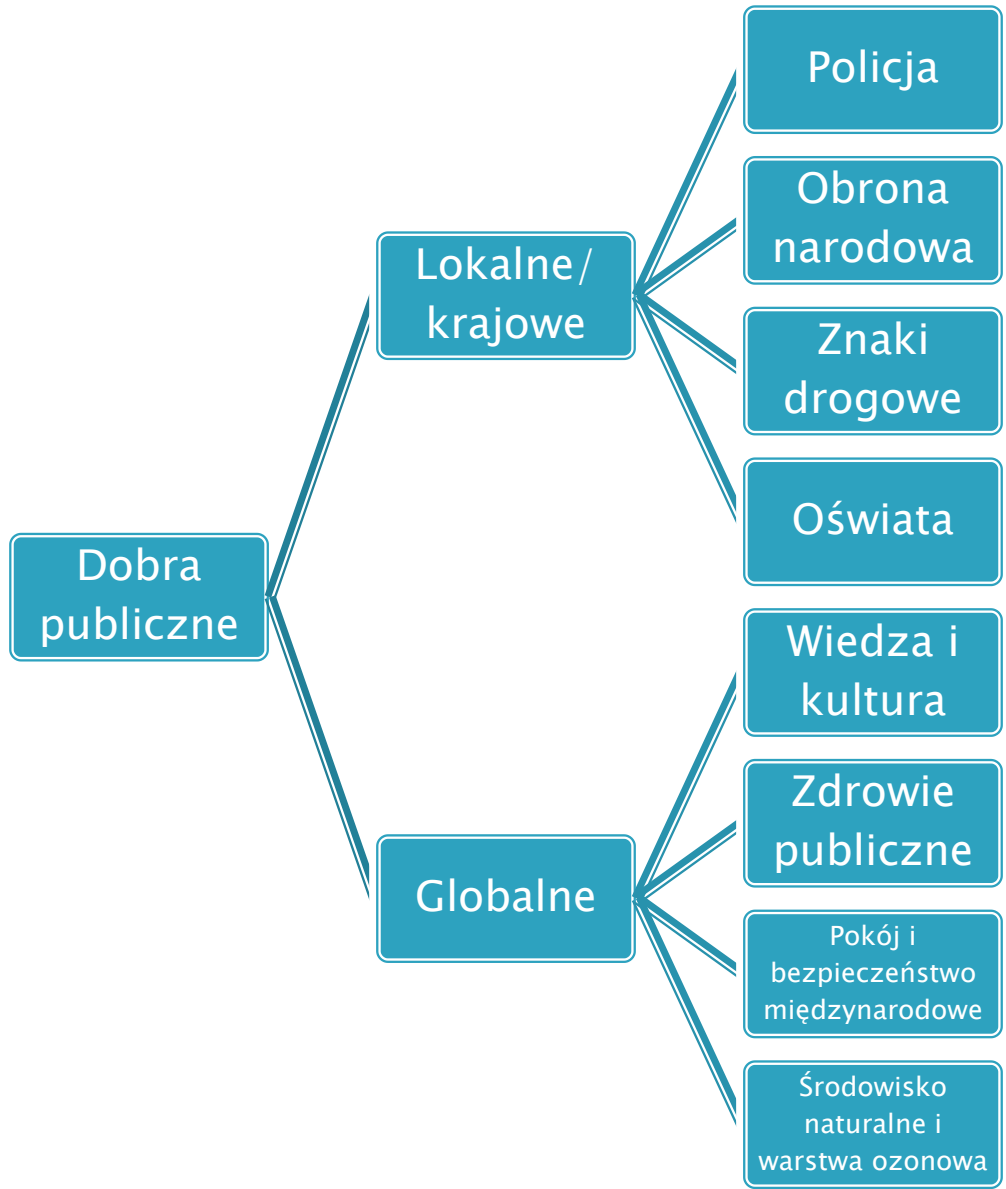 Dobra
publiczne
Lokalne/
krajowe
Policja
Obrona
narodowa
Znaki
drogowe
Oświata
Globalne
Wiedza i
kultura
Zdrowie
publiczne
Pokój i
bezpieczeństwo
międzynarodowe
Środowisko
naturalne i
warstwa ozonowa